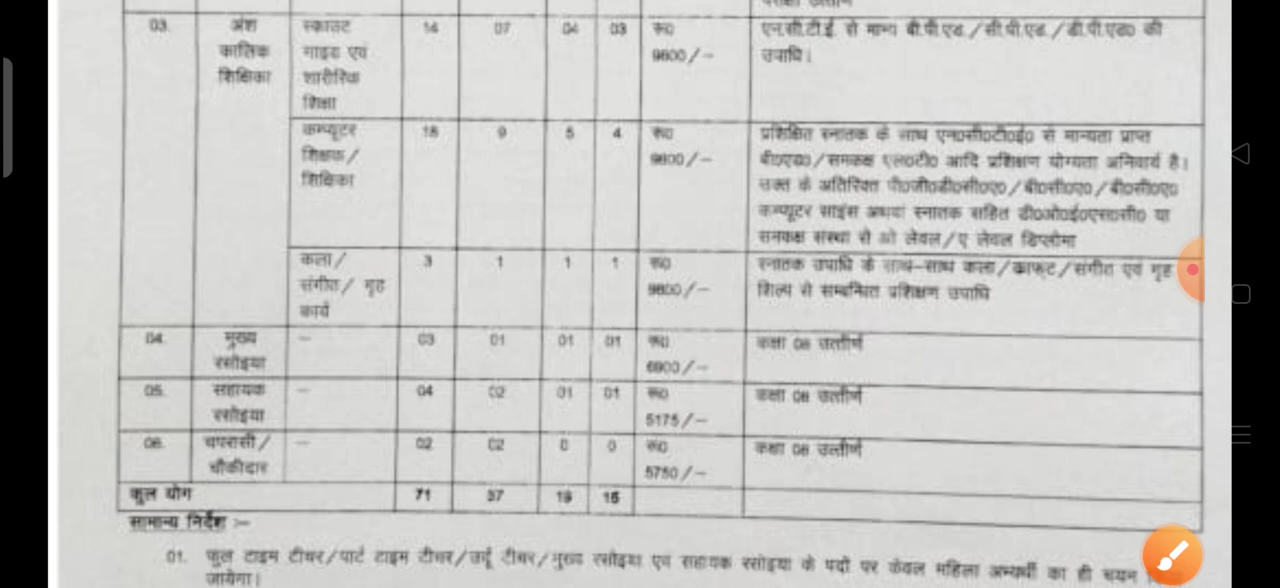 परीक्षा उत्तीर्ण
03. अंश कालिक शिक्षिका स्काउट गाइड एवं शारीरिक शिक्षा 14 07 04 03 रू0 9800/- एन.सी.टी.ई. से मान्य बी.पी.एड./सी.पी.एड./डी.पी.एड0 की उपाधि।
कम्प्यूटर शिक्षक/ शिक्षिका 18 9 5 4 रू0 9800/- प्रशिक्षित स्नातक के साथ एन0सी0टी0ई0 से मान्यता प्राप्त
बी0एड0/समकक्ष एल0टी0 आदि प्रशिक्षण योग्यता अनिवार्य है।
उक्त के अतिरिक्त पी0जी0डी0सी0ए0/बी0सी0ए0/बी0सी0ए0
कम्प्यूटर साइंस अथवा स्नातक सहित डी0ओ0ई0एस0सी0 या
समकक्ष संस्था से ओ लेवल/ए लेवल डिप्लोमा
कला/ संगीत/ गृह कार्य 3 1 1 1 रू0 9800/- स्नातक उपाधि के साथ-साथ कला/क्राफ्ट/संगीत एवं गृह
शिल्प से सम्बन्धित प्रशिक्षण उपाधि
04. मुख्य रसोइया - 03 01 01 01 रू0 6900/- कक्षा 08 उत्तीर्ण
05. सहायक रसोइया - 04 02 01 01 रू0 5175/- कक्षा 08 उत्तीर्ण
06. चपरासी/ चौकीदार - 02 02 0 0 रू0 5750/- कक्षा 08 उत्तीर्ण
कुल योग 71 37 19 15
सामान्य निर्देश :-
01. फुल टाइम टीचर/पार्ट टाइम टीचर/उर्दू टीचर/मुख्य रसोइया एवं सहायक रसोइया के पदों पर केवल महिला अभ्यर्थी का ही चयन
जायेगा।